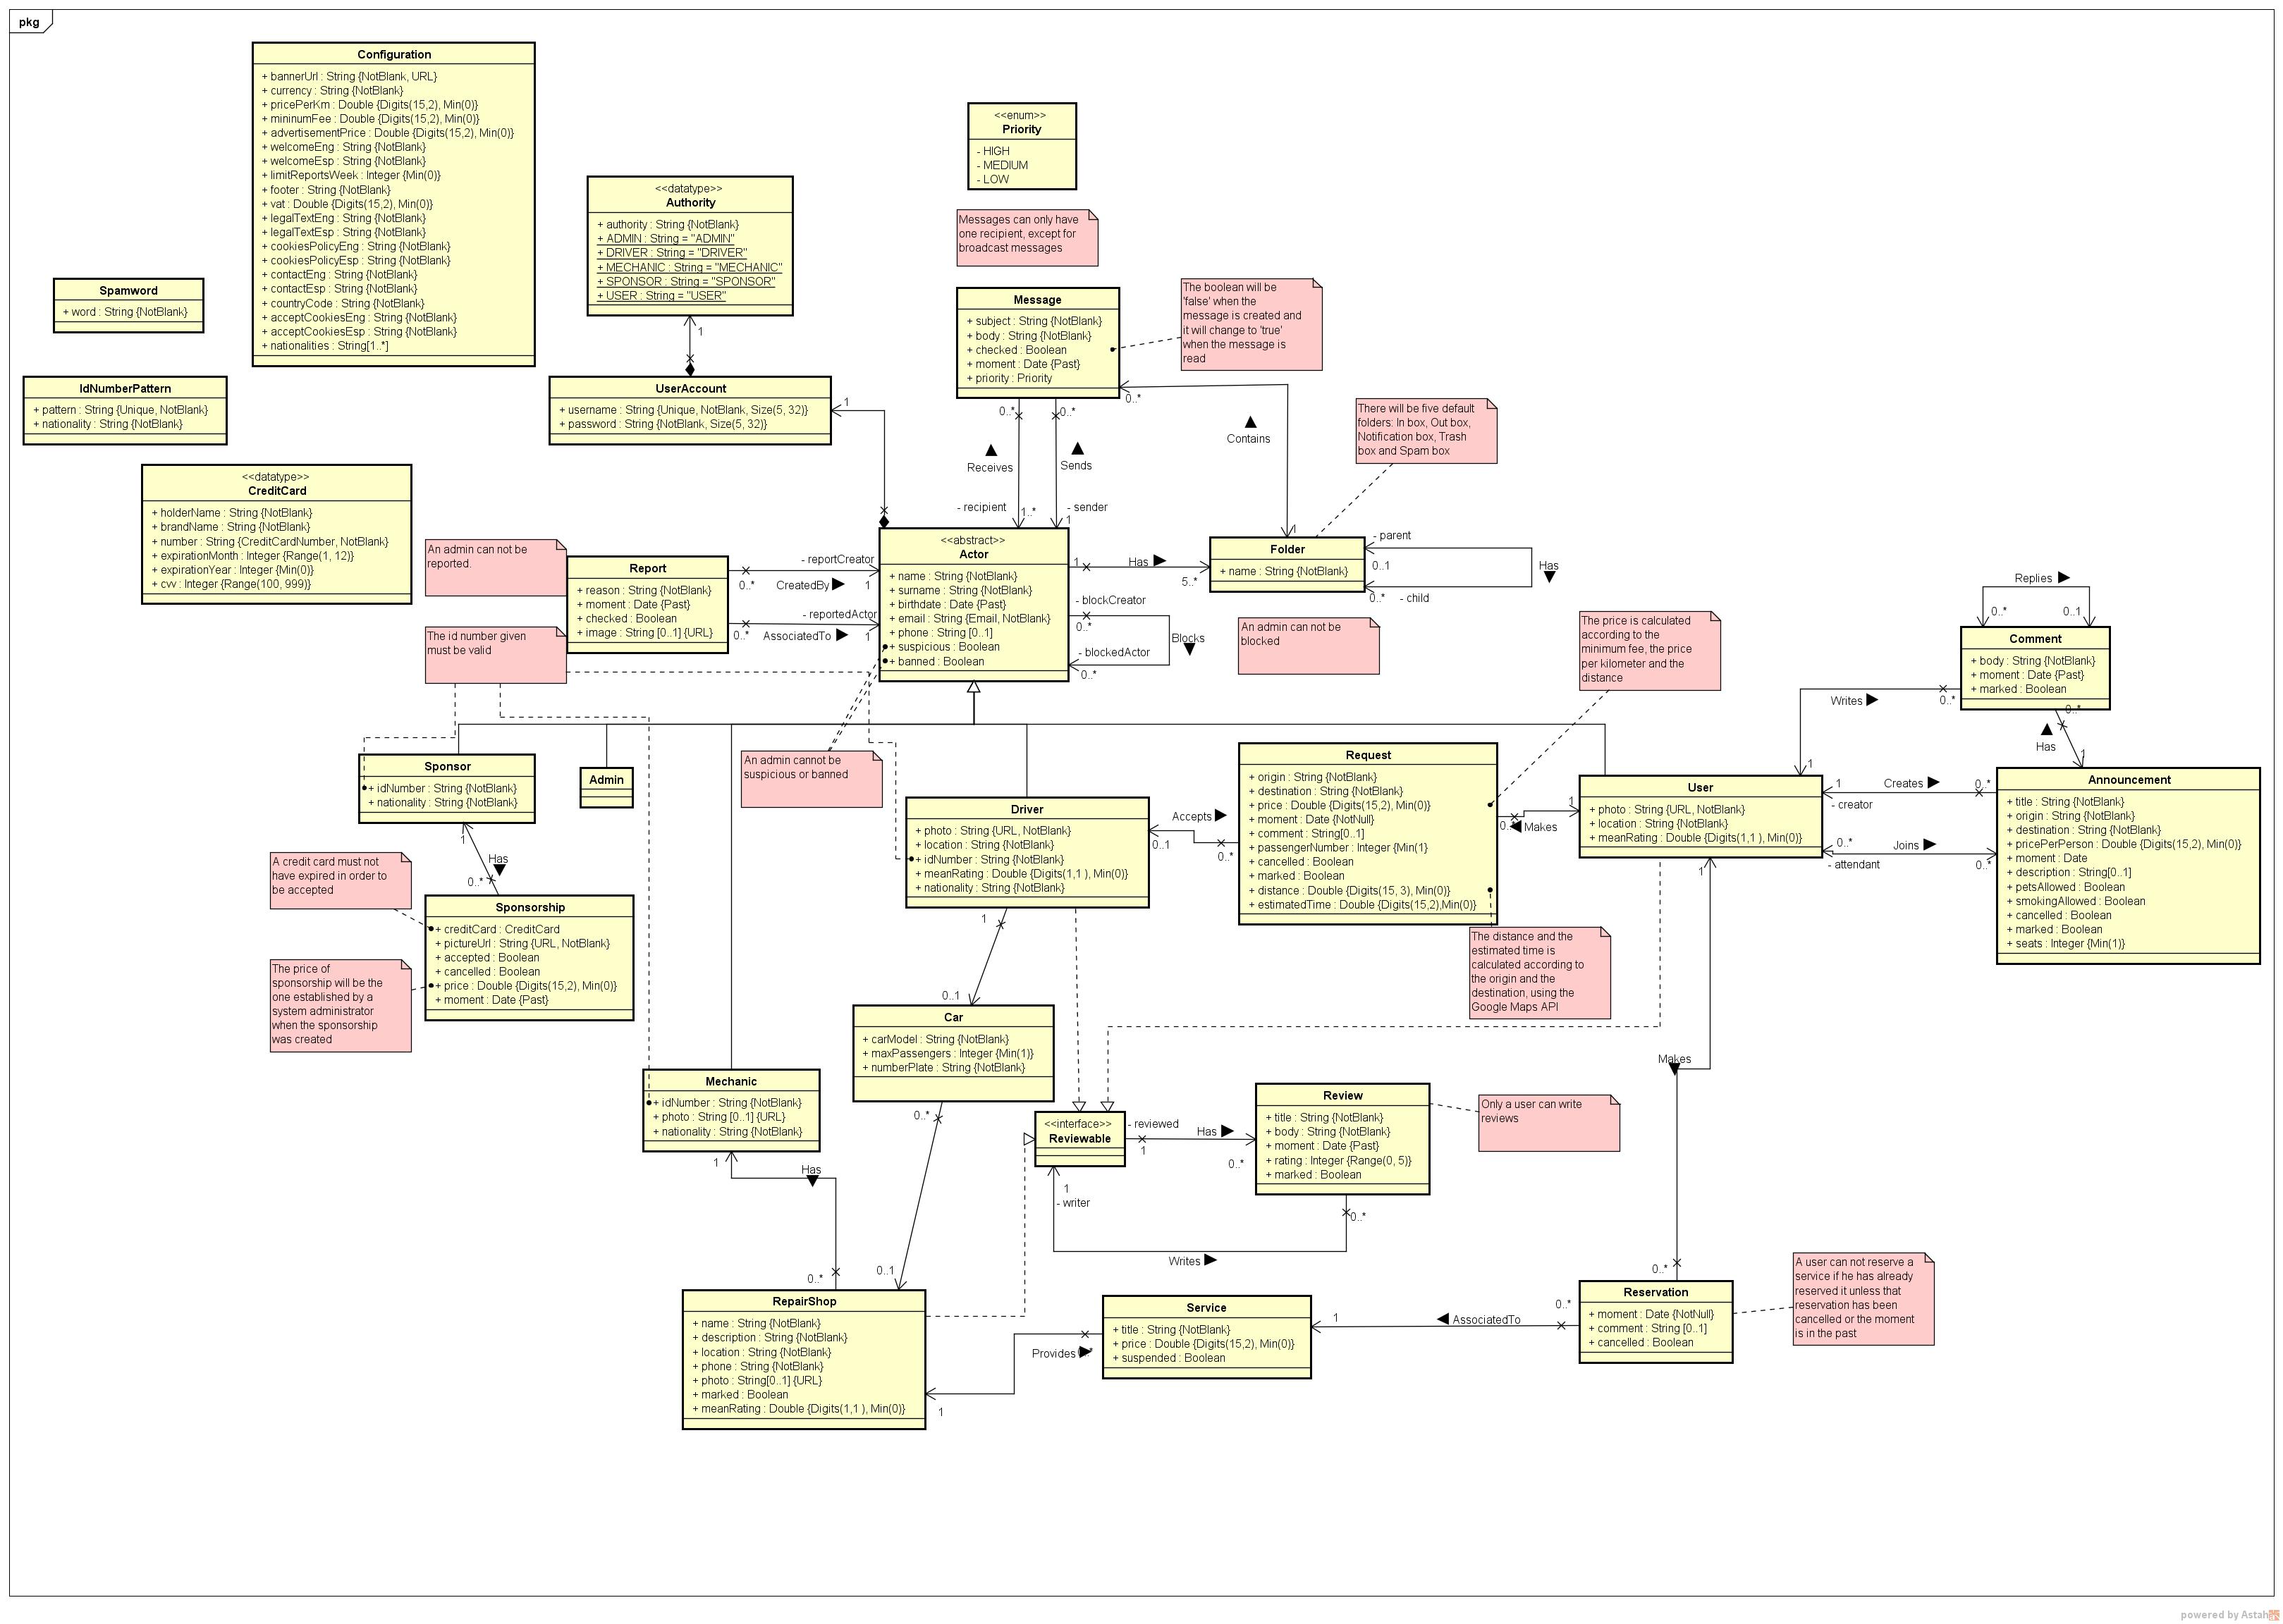 pkg
Configuration
+ bannerUrl : String {NotBlank, URL}
+ currency : String {NotBlank}
+ pricePerKm : Double {Digits(15,2), Min(0)}
+ mininumFee : Double {Digits(15,2), Min(0)}
+ advertisementPrice : Double {Digits(15,2), Min(0)}
+ welcomeEng : String {NotBlank}
+ welcomeEsp : String {NotBlank}
+ limitReportsWeek : Integer {Min(0)}
+ footer : String {NotBlank}
+ vat : Double {Digits(15,2), Min(0)}
+ legalTextEng : String {NotBlank}
+ legalTextEsp : String {NotBlank}
+ cookiesPolicyEng : String {NotBlank}
+ cookiesPolicyEsp : String {NotBlank}
+ contactEng : String {NotBlank}
+ contactEsp : String {NotBlank}
+ countryCode : String {NotBlank}
+ acceptCookiesEng : String {NotBlank}
+ acceptCookiesEsp : String {NotBlank}
+ nationalities : String[1..*]
<<enum>>
Priority
- HIGH
- MEDIUM
- LOW
<<datatype>>
Authority
+ authority : String {NotBlank}
+ ADMIN : String = "ADMIN"
+ DRIVER : String = "DRIVER"
+ MECHANIC : String = "MECHANIC"
+ SPONSOR : String = "SPONSOR"
+ USER : String = "USER"
1
Messages can only have
one recipient, except for
broadcast messages
Spamword
+ word : String {NotBlank}
Message
+ subject : String {NotBlank}
+ body : String {NotBlank}
+ checked : Boolean
+ moment : Date {Past}
+ priority : Priority
The boolean will be
'false' when the
message is created and
it will change to 'true'
when the message is
read
IdNumberPattern
+ pattern : String {Unique, NotBlank}
+ nationality : String {NotBlank}
UserAccount
+ username : String {Unique, NotBlank, Size(5, 32)}
+ password : String {NotBlank, Size(5, 32)}
1
0..*
0..*
0..*
Receives
Sends
Contains
There will be five default
folders: In box, Out box,
Notification box, Trash
box and Spam box
<<datatype>>
CreditCard
+ holderName : String {NotBlank}
+ brandName : String {NotBlank}
+ number : String {CreditCardNumber, NotBlank}
+ expirationMonth : Integer {Range(1, 12)}
+ expirationYear : Integer {Min(0)}
+ cvv : Integer {Range(100, 999)}
- recipient
1..*
- sender
1
1
An admin can not be
reported.
Report
+ reason : String {NotBlank}
+ moment : Date {Past}
+ checked : Boolean
+ image : String [0..1] {URL}
- reportCreator
0..*
CreatedBy
1
- reportedActor
0..*
AssociatedTo
1
<<abstract>>
Actor
+ name : String {NotBlank}
+ surname : String {NotBlank}
+ birthdate : Date {Past}
+ email : String {Email, NotBlank}
+ phone : String [0..1]
+ suspicious : Boolean
+ banned : Boolean
1
Has
5..*
Folder
+ name : String {NotBlank}
- parent
0..1
Has
0..*
- child
- blockCreator
0..*
Blocks
- blockedActor
0..*
An admin can not be
blocked
The id number given
must be valid
The price is calculated
according to the
minimum fee, the price
per kilometer and the
distance
Replies
0..*
0..1
Comment
+ body : String {NotBlank}
+ moment : Date {Past}
+ marked : Boolean
Writes
0..*
1
0..*
Has
1
Sponsor
+ idNumber : String {NotBlank}
+ nationality : String {NotBlank}
Admin
An admin cannot be
suspicious or banned
Driver
+ photo : String {URL, NotBlank}
+ location : String {NotBlank}
+ idNumber : String {NotBlank}
+ meanRating : Double {Digits(1,1 ), Min(0)}
+ nationality : String {NotBlank}
Accepts
0..1
0..*
Request
+ origin : String {NotBlank}
+ destination : String {NotBlank}
+ price : Double {Digits(15,2), Min(0)}
+ moment : Date {NotNull}
+ comment : String[0..1]
+ passengerNumber : Integer {Min(1}
+ cancelled : Boolean
+ marked : Boolean
+ distance : Double {Digits(15, 3), Min(0)}
+ estimatedTime : Double {Digits(15,2),Min(0)}
1
Makes
User
+ photo : String {URL, NotBlank}
+ location : String {NotBlank}
+ meanRating : Double {Digits(1,1 ), Min(0)}
1
Creates
0..*
- creator
0..*
Joins
0..*
- attendant
Announcement
+ title : String {NotBlank}
+ origin : String {NotBlank}
+ destination : String {NotBlank}
+ pricePerPerson : Double {Digits(15,2), Min(0)}
+ moment : Date
+ description : String[0..1]
+ petsAllowed : Boolean
+ smokingAllowed : Boolean
+ cancelled : Boolean
+ marked : Boolean
+ seats : Integer {Min(1)}
1
Has
0..*
A credit card must not
have expired in order to
be accepted
Sponsorship
+ creditCard : CreditCard
+ pictureUrl : String {URL, NotBlank}
+ accepted : Boolean
+ cancelled : Boolean
+ price : Double {Digits(15,2), Min(0)}
+ moment : Date {Past}
The price of
sponsorship will be the
one established by a
system administrator
when the sponsorship
was created
The distance and the
estimated time is
calculated according to
the origin and the
destination, using the
Google Maps API
1
0..1
Car
+ carModel : String {NotBlank}
+ maxPassengers : Integer {Min(1)}
+ numberPlate : String {NotBlank}
1
Makes
0..*
Mechanic
+ idNumber : String {NotBlank}
+ photo : String [0..1] {URL}
+ nationality : String {NotBlank}
1
Has
0..*
0..*
0..1
<<interface>>
Reviewable
- reviewed
1
Has
0..*
Review
+ title : String {NotBlank}
+ body : String {NotBlank}
+ moment : Date {Past}
+ rating : Integer {Range(0, 5)}
+ marked : Boolean
Only a user can write
reviews
1
- writer
0..*
Writes
RepairShop
+ name : String {NotBlank}
+ description : String {NotBlank}
+ location : String {NotBlank}
+ phone : String {NotBlank}
+ photo : String[0..1] {URL}
+ marked : Boolean
+ meanRating : Double {Digits(1,1 ), Min(0)}
Provides
1
Service
+ title : String {NotBlank}
+ price : Double {Digits(15,2), Min(0)}
+ suspended : Boolean
1
AssociatedTo
0..*
Reservation
+ moment : Date {NotNull}
+ comment : String [0..1]
+ cancelled : Boolean
A user can not reserve a
service if he has already
reserved it unless that
reservation has been
cancelled or the moment
is in the past
powered by Astah